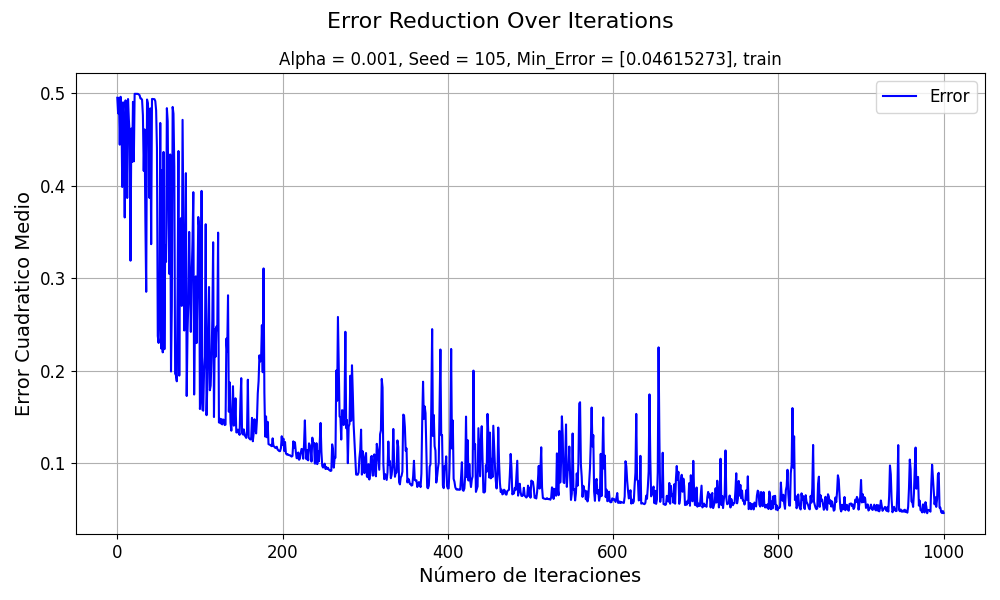 Error Reduction Over Iterations
Alpha = 0.001, Seed = 105, Min_Error = [0.04615273], train
Error
Error Cuadratico Medio
0.5
0.4
0.3
0.2
0.1
0 200 400 600 800 1000
Número de Iteraciones